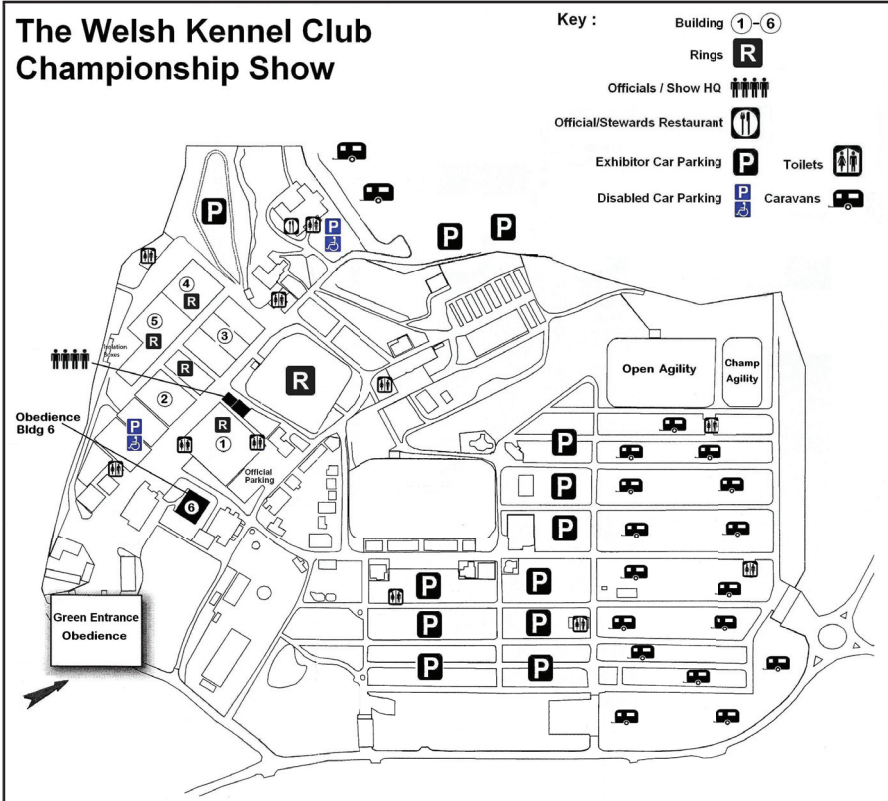 The Welsh Kennel Club
Championship Show
Key :
Building 1-6
Rings R
Officials / Show HQ
Official/Stewards Restaurant
Exhibitor Car Parking P
Toilets
Disabled Car Parking P
Caravans
P
P
P
P
4
R
5
R
3
Isolation
Boxes
R
R
2
Open Agility
Champ
Agility
Obedience
Bldg 6
P
R
1
Official
Parking
P
P
P
6
P
P
Green Entrance
Obedience
P
P
P
P